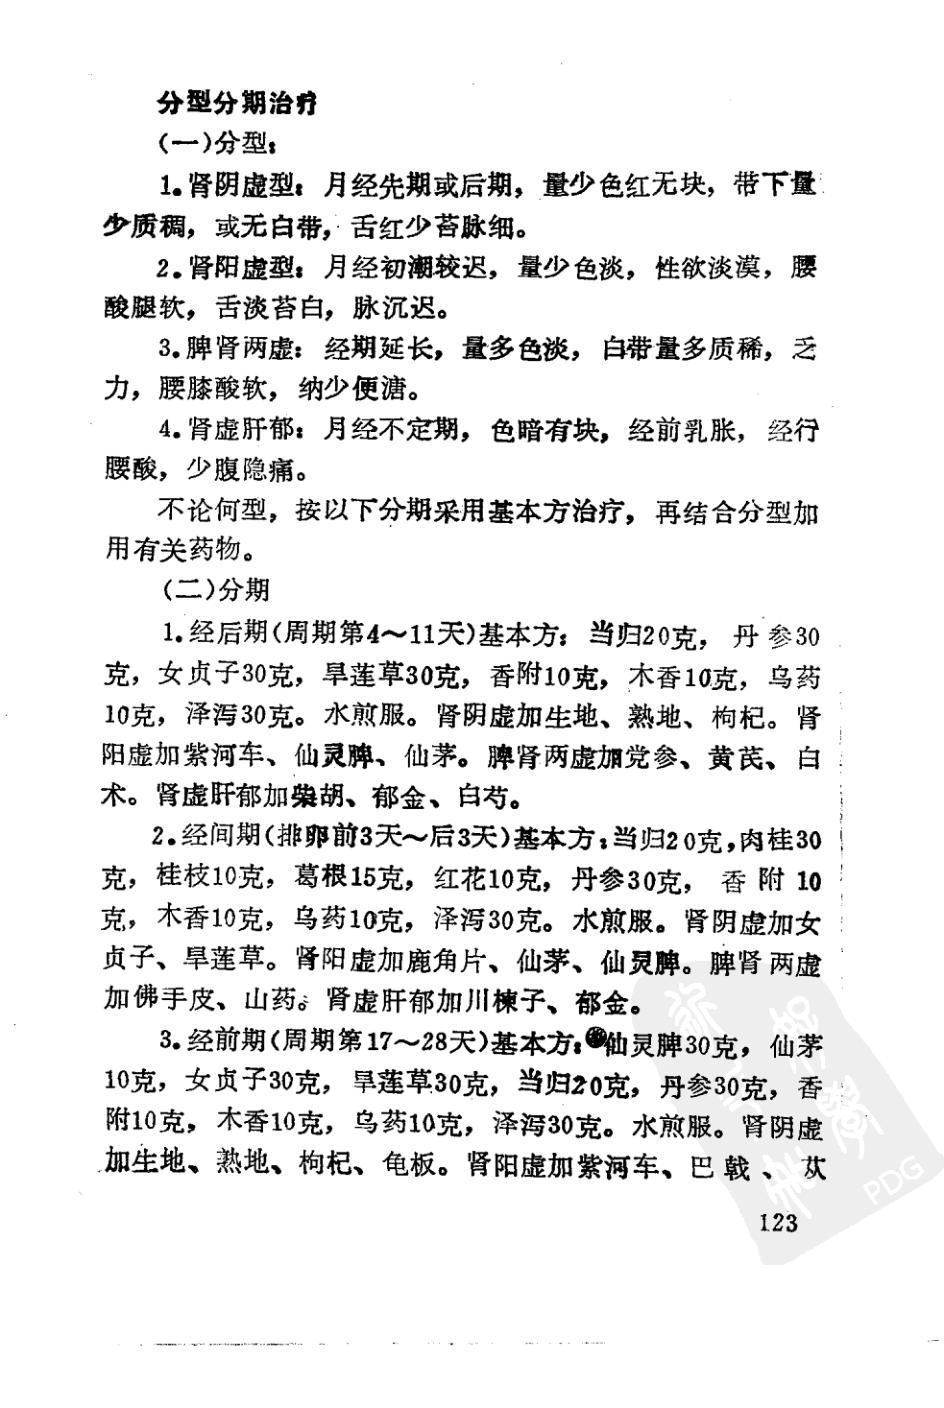 分型分期治疗
(一)分型：
1.肾阴虚型：月经先期或后期，量少色红无块，带下量
少质稠，或无白带，舌红少苔脉细。
2.肾阳虚型：月经初潮较迟，量少色淡，性欲淡漠，腰
酸腿软，舌淡苔白，脉沉迟。
3.脾肾两虚：经期延长，量多色淡，白带量多质稀，乏
力，腰膝酸软，纳少便溏。
4.肾虚肝郁：月经不定期，色暗有块，经前乳胀，经行
腰酸，少腹隐痛。
不论何型，按以下分期采用基本方治疗，再结合分型加
用有关药物。
(二)分期
1.经后期(周期第4～11天)基本方：当归20克，丹参30
克，女贞子30克，旱莲草30克，香附10克，木香10克，乌药
10克，泽泻30克。水煎服。肾阴虚加生地、熟地、枸杞。肾
阳虚加紫河车、仙灵脾、仙茅。脾肾两虚加党参、黄芪、白
术。肾虚肝郁加柴胡、郁金、白芍。
2.经间期(排卵前3天～后3天)基本方：当归20克，肉桂30
克，桂枝10克，葛根15克，红花10克，丹参30克，香附10
克，木香10克，乌药10克，泽泻30克。水煎服。肾阴虚加女
贞子、旱莲草。肾阳虚加鹿角片、仙茅、仙灵脾。脾肾两虚
加佛手皮、山药。肾虚肝郁加川楝子、郁金。
3.经前期(周期第17～28天)基本方：仙灵脾30克，仙茅
10克，女贞子30克，旱莲草30克，当归20克，丹参30克，香
附10克，木香10克，乌药10克，泽泻30克。水煎服。肾阴虚
加生地、熟地、枸杞、龟板。肾阳虚加紫河车、巴戟、苁
123
PDG